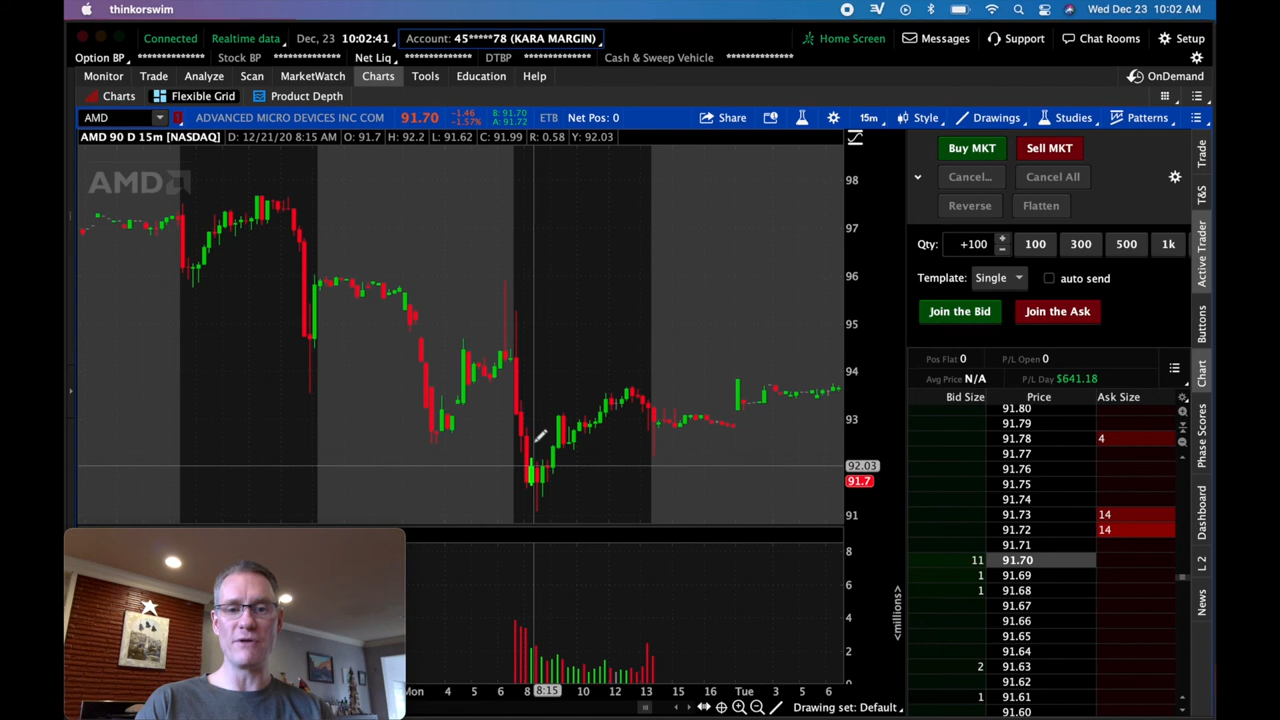 thinkorswim
Wed Dec 23 10:02 AM
Connected Realtime data Dec, 23 10:02:41 Account: 45*****78 (KARA MARGIN) Home Screen Messages Support Chat Rooms Setup
Option BP ************** Stock BP ************** Net Liq ************** DTBP ************** Cash & Sweep Vehicle **************
Monitor Trade Analyze Scan MarketWatch Charts Tools Education Help OnDemand
Charts Flexible Grid Product Depth
AMD ADVANCED MICRO DEVICES INC COM 91.70 -1.46 -1.57% B: 91.70 A: 91.72 ETB Net Pos: 0 Share 15m Style Drawings Studies Patterns
AMD 90 D 15m [NASDAQ] D: 12/21/20 8:15 AM O: 91.7 H: 92.2 L: 91.62 C: 91.99 R: 0.58 Y: 92.03
AMD
98
97
96
95
94
93
92.03
91.7
91
8
6
4
2
0
<millions>
Mon 4 5 6 8 8:15 10 12 13 15 16 Tue 3 5 6
Drawing set: Default
Buy MKT Sell MKT
Cancel... Cancel All
Reverse Flatten
Qty: +100 100 300 500 1k
Template: Single auto send
Join the Bid Join the Ask
Pos Flat 0 P/L Open 0
Avg Price N/A P/L Day $641.18
Bid Size Price Ask Size
91.80
91.79
91.78 4
91.77
91.76
91.75
91.74
91.73 14
91.72 14
91.71
11 91.70
1 91.69
1 91.68
91.67
91.66
91.65
91.64
2 91.63
91.62
1 91.61
91.60
Trade
T&S
Active Trader
Buttons
Chart
Phase Scores
Dashboard
L 2
News